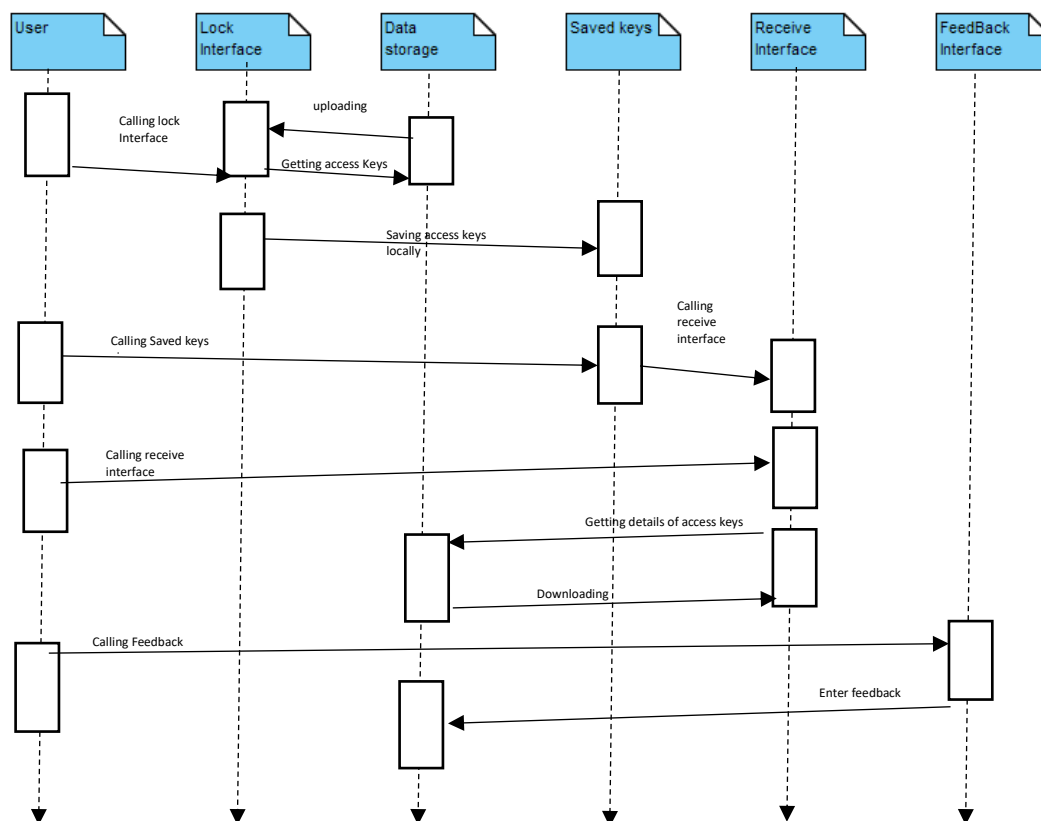 User
Lock
Interface
Data
storage
Saved keys
Receive
Interface
FeedBack
Interface
uploading
Calling lock
Interface
Getting access Keys
Saving access keys
locally
Calling
receive
interface
Calling Saved keys
.
Calling receive
interface
Getting details of access keys
Downloading
Calling Feedback
Enter feedback